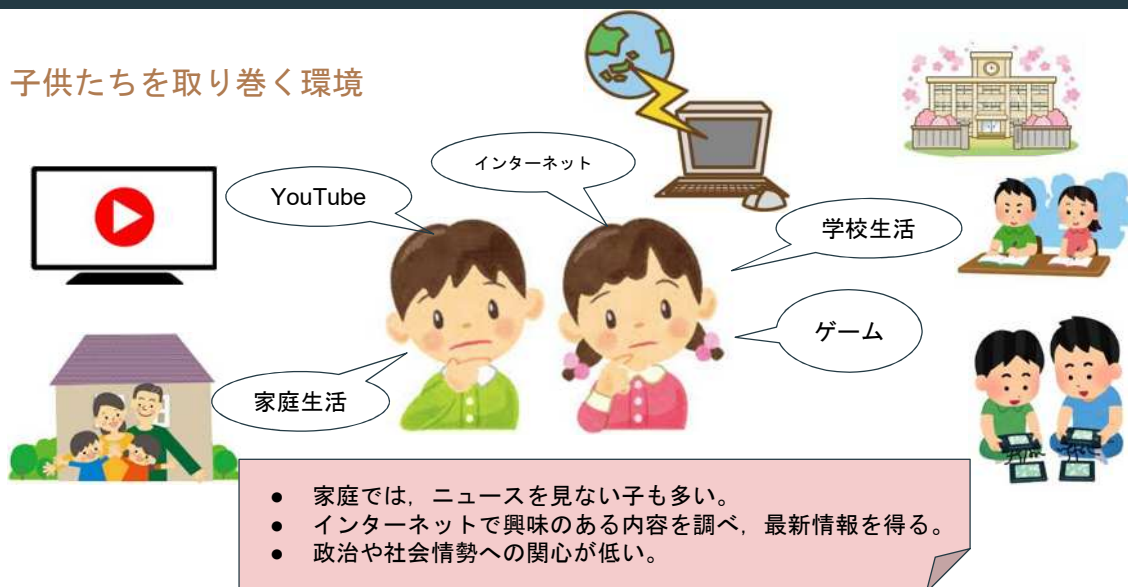 子供たちを取り巻く環境
インターネット
YouTube
学校生活
ゲーム
家庭生活
● 家庭では，ニュースを見ない子も多い。
● インターネットで興味のある内容を調べ，最新情報を得る。
● 政治や社会情勢への関心が低い。